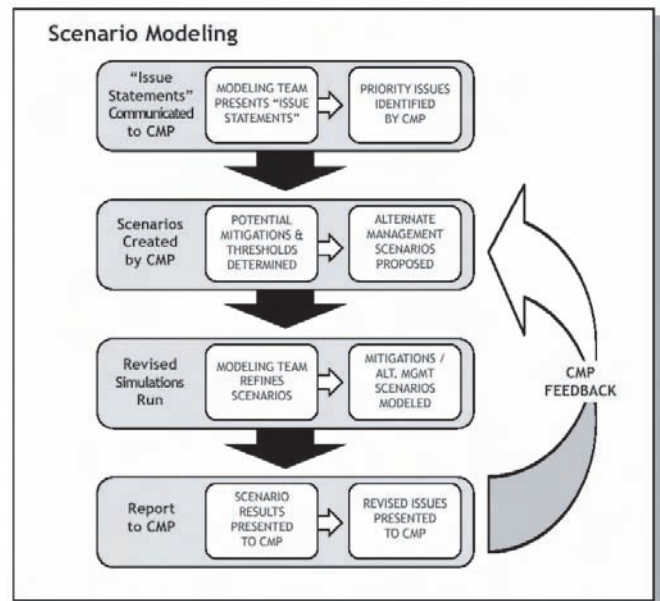 Scenario Modeling
"Issue
Statements"
Communicated
to CMP
MODELING TEAM
PRESENTS "ISSUE
STATEMENTS"
PRIORITY ISSUES
IDENTIFIED
BY CMP
Scenarios
Created
by CMP
POTENTIAL
MITIGATIONS &
THRESHOLDS
DETERMINED
ALTERNATE
MANAGEMENT
SCENARIOS
PROPOSED
Revised
Simulations
Run
MODELING TEAM
REFINES
SCENARIOS
MITIGATIONS /
ALT. MGMT
SCENARIOS
MODELED
CMP
FEEDBACK
Report
to CMP
SCENARIO
RESULTS
PRESENTED
TO CMP
REVISED ISSUES
PRESENTED
TO CMP